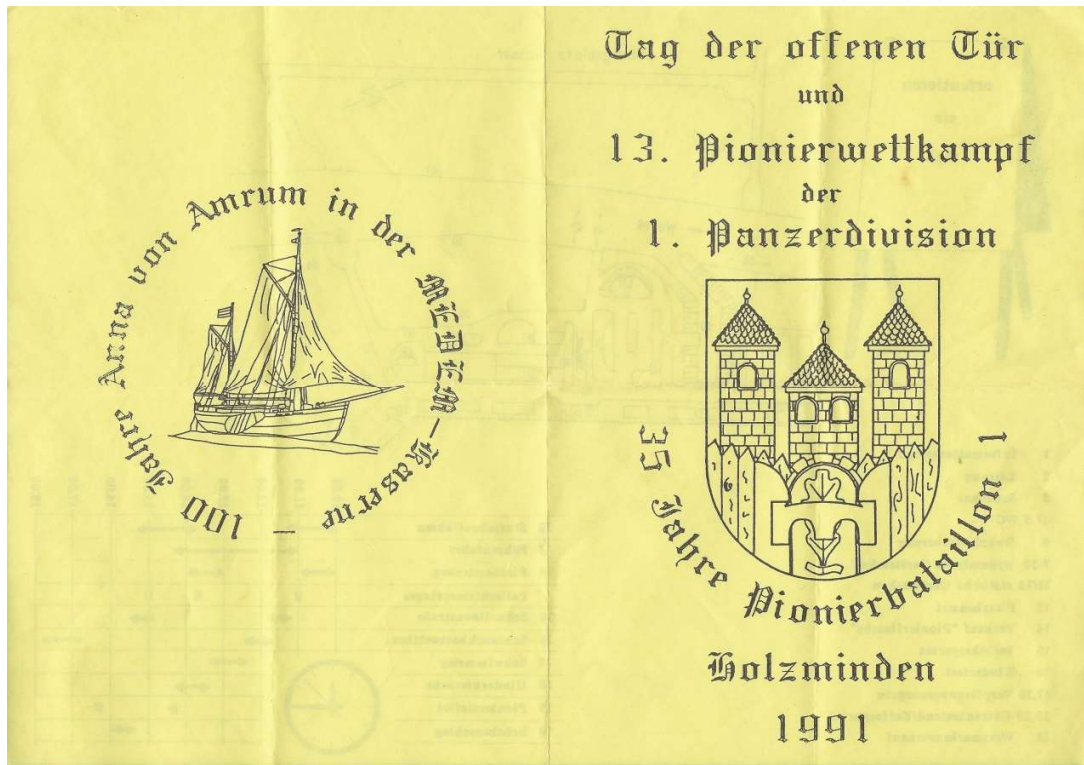 100 Jahre Anna von Amrum in der MEDEM-Kaserne –
Tag der offenen Tür
und
13. Pionierwettkampf
der
1. Panzerdivision
35 Jahre Pionierbataillon 1
Holzminden
1991